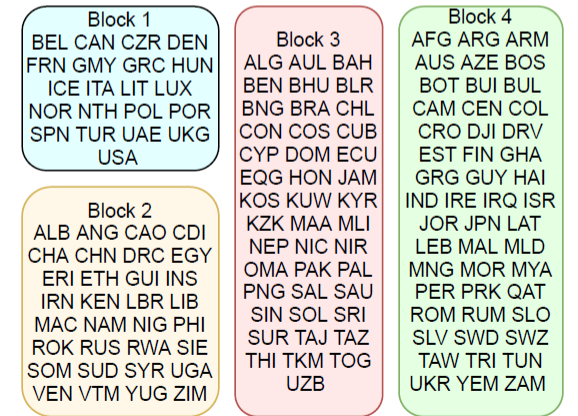 Block 1
BEL CAN CZR DEN
FRN GMY GRC HUN
ICE ITA LIT LUX
NOR NTH POL POR
SPN TUR UAE UKG
USA
Block 2
ALB ANG CAO CDI
CHA CHN DRC EGY
ERI ETH GUI INS
IRN KEN LBR LIB
MAC NAM NIG PHI
ROK RUS RWA SIE
SOM SUD SYR UGA
VEN VTM YUG ZIM
Block 3
ALG AUL BAH
BEN BHU BLR
BNG BRA CHL
CON COS CUB
CYP DOM ECU
EQG HON JAM
KOS KUW KYR
KZK MAA MLI
NEP NIC NIR
OMA PAK PAL
PNG SAL SAU
SIN SOL SRI
SUR TAJ TAZ
THI TKM TOG
UZB
Block 4
AFG ARG ARM
AUS AZE BOS
BOT BUI BUL
CAM CEN COL
CRO DJI DRV
EST FIN GHA
GRG GUY HAI
IND IRE IRQ ISR
JOR JPN LAT
LEB MAL MLD
MNG MOR MYA
PER PRK QAT
ROM RUM SLO
SLV SWD SWZ
TAW TRI TUN
UKR YEM ZAM